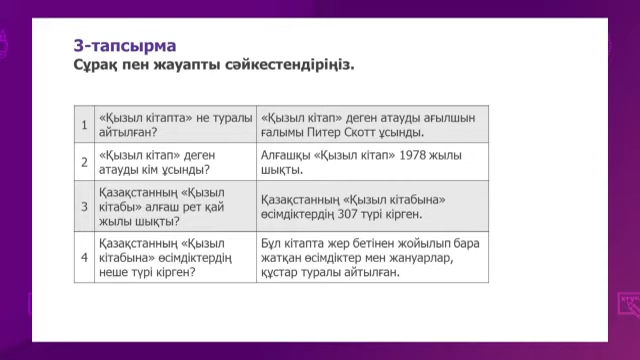 3-тапсырма
Сұрақ пен жауапты сәйкестендіріңіз.
1
«Қызыл кітапта» не туралы
айтылған?
«Қызыл кітап» деген атауды ағылшын
ғалымы Питер Скотт ұсынды.
2
«Қызыл кітап» деген
атауды кім ұсынды?
Алғашқы «Қызыл кітап» 1978 жылы
шықты.
3
Қазақстанның «Қызыл
кітабы» алғаш рет қай
жылы шықты?
Қазақстанның «Қызыл кітабына»
өсімдіктердің 307 түрі кірген.
4
Қазақстанның «Қызыл
кітабына» өсімдіктердің
неше түрі кірген?
Бұл кітапта жер бетінен жойылып бара
жатқан өсімдіктер мен жануарлар,
құстар туралы айтылған.